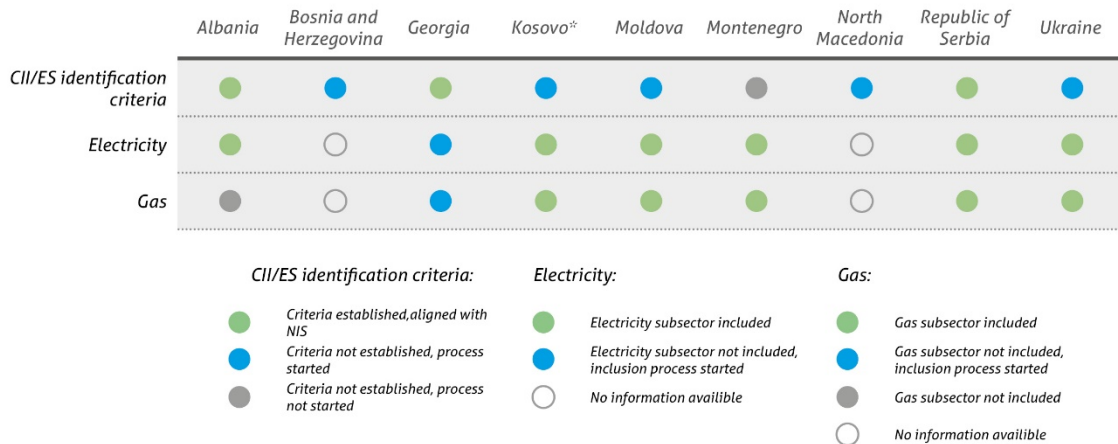 Albania
Bosnia and
Herzegovina
Georgia
Kosovo*
Moldova
Montenegro
North
Macedonia
Republic of
Serbia
Ukraine
CII/ES identification
criteria
Electricity
Gas
CII/ES identification criteria:
Criteria established,aligned with
NIS
Criteria not established, process
started
Criteria not established, process
not started
Electricity:
Electricity subsector included
Electricity subsector not included,
inclusion process started
No information availible
Gas:
Gas subsector included
Gas subsector not included,
inclusion process started
Gas subsector not included
No information availible